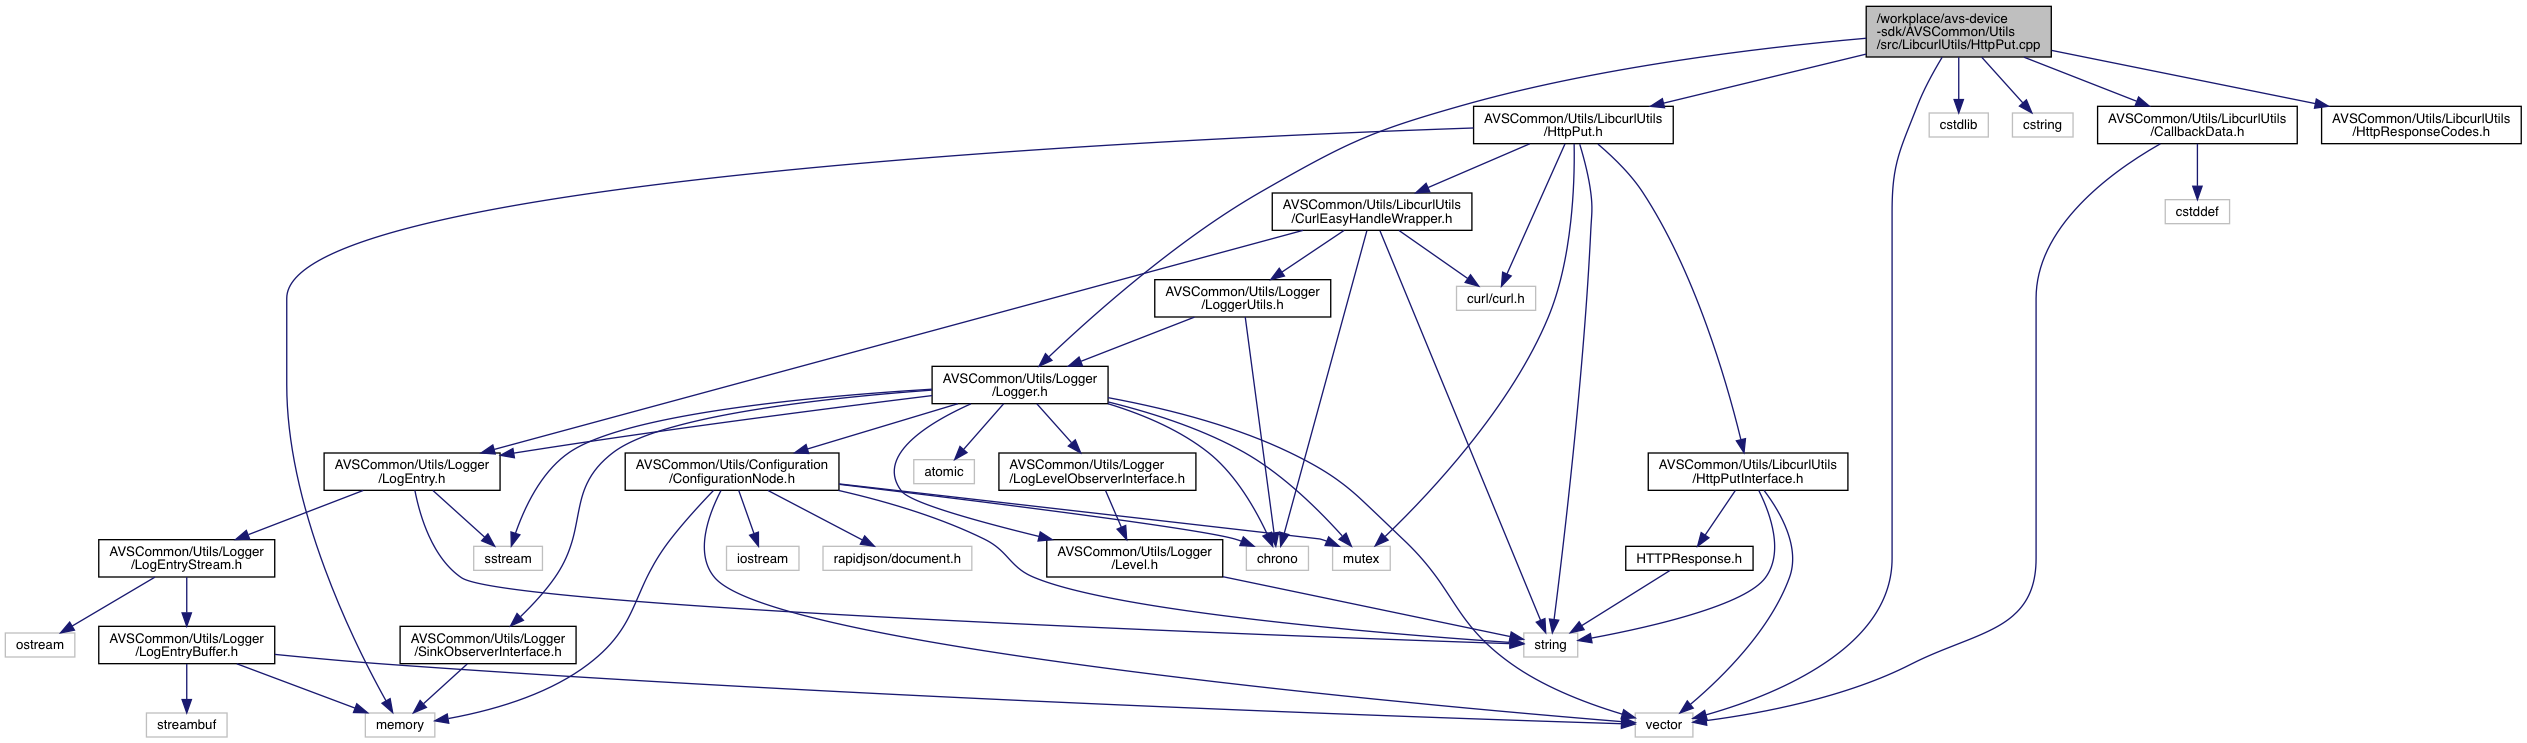 /workplace/avs-device
-sdk/AVSCommon/Utils
/src/LibcurlUtils/HttpPut.cpp
AVSCommon/Utils/LibcurlUtils
/HttpPut.h
cstdlib
cstring
AVSCommon/Utils/LibcurlUtils
/CallbackData.h
AVSCommon/Utils/LibcurlUtils
/HttpResponseCodes.h
AVSCommon/Utils/LibcurlUtils
/CurlEasyHandleWrapper.h
cstddef
AVSCommon/Utils/Logger
/LoggerUtils.h
curl/curl.h
AVSCommon/Utils/Logger
/Logger.h
AVSCommon/Utils/Logger
/LogEntry.h
AVSCommon/Utils/Configuration
/ConfigurationNode.h
atomic
AVSCommon/Utils/Logger
/LogLevelObserverInterface.h
AVSCommon/Utils/LibcurlUtils
/HttpPutInterface.h
AVSCommon/Utils/Logger
/LogEntryStream.h
sstream
iostream
rapidjson/document.h
AVSCommon/Utils/Logger
/Level.h
chrono
mutex
HTTPResponse.h
ostream
AVSCommon/Utils/Logger
/LogEntryBuffer.h
AVSCommon/Utils/Logger
/SinkObserverInterface.h
string
streambuf
memory
vector